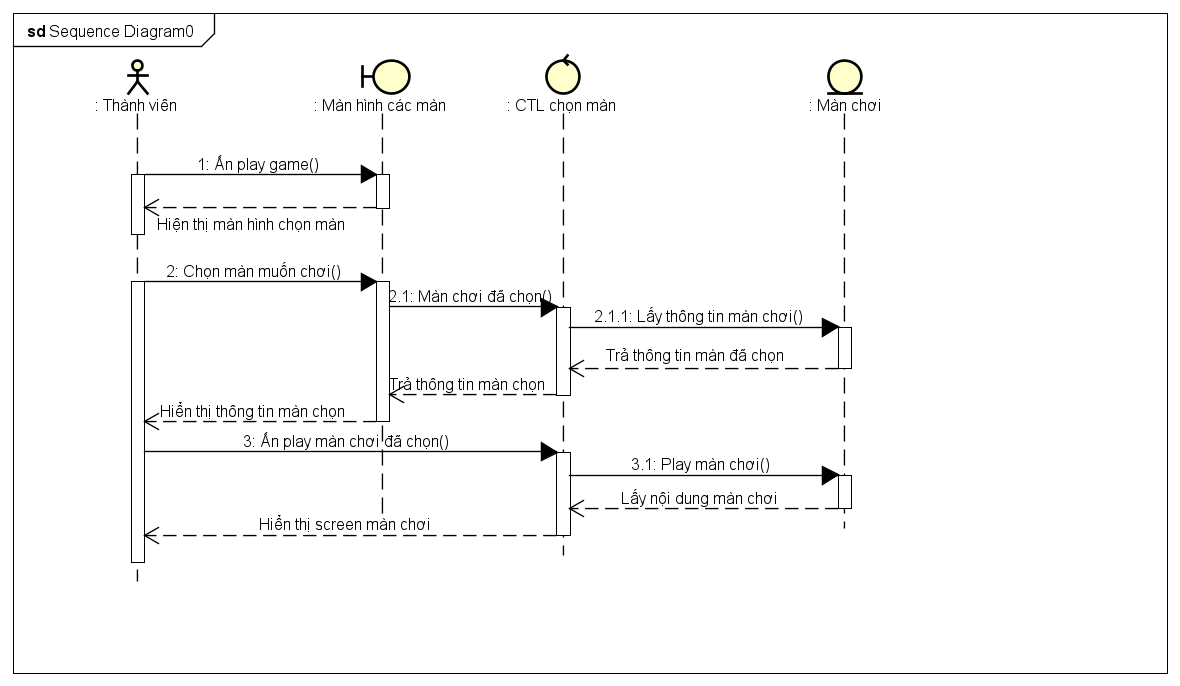 sd Sequence Diagram0
: Thành viên
: Màn hình các màn
: CTL chọn màn
: Màn chơi
1: Ấn play game()
Hiện thị màn hình chọn màn
2: Chọn màn muốn chơi()
2.1: Màn chơi đã chọn()
2.1.1: Lấy thông tin màn chơi()
Trả thông tin màn đã chọn
Trả thông tin màn chọn
Hiển thị thông tin màn chọn
3: Ấn play màn chơi đã chọn()
3.1: Play màn chơi()
Lấy nội dung màn chơi
Hiển thị screen màn chơi